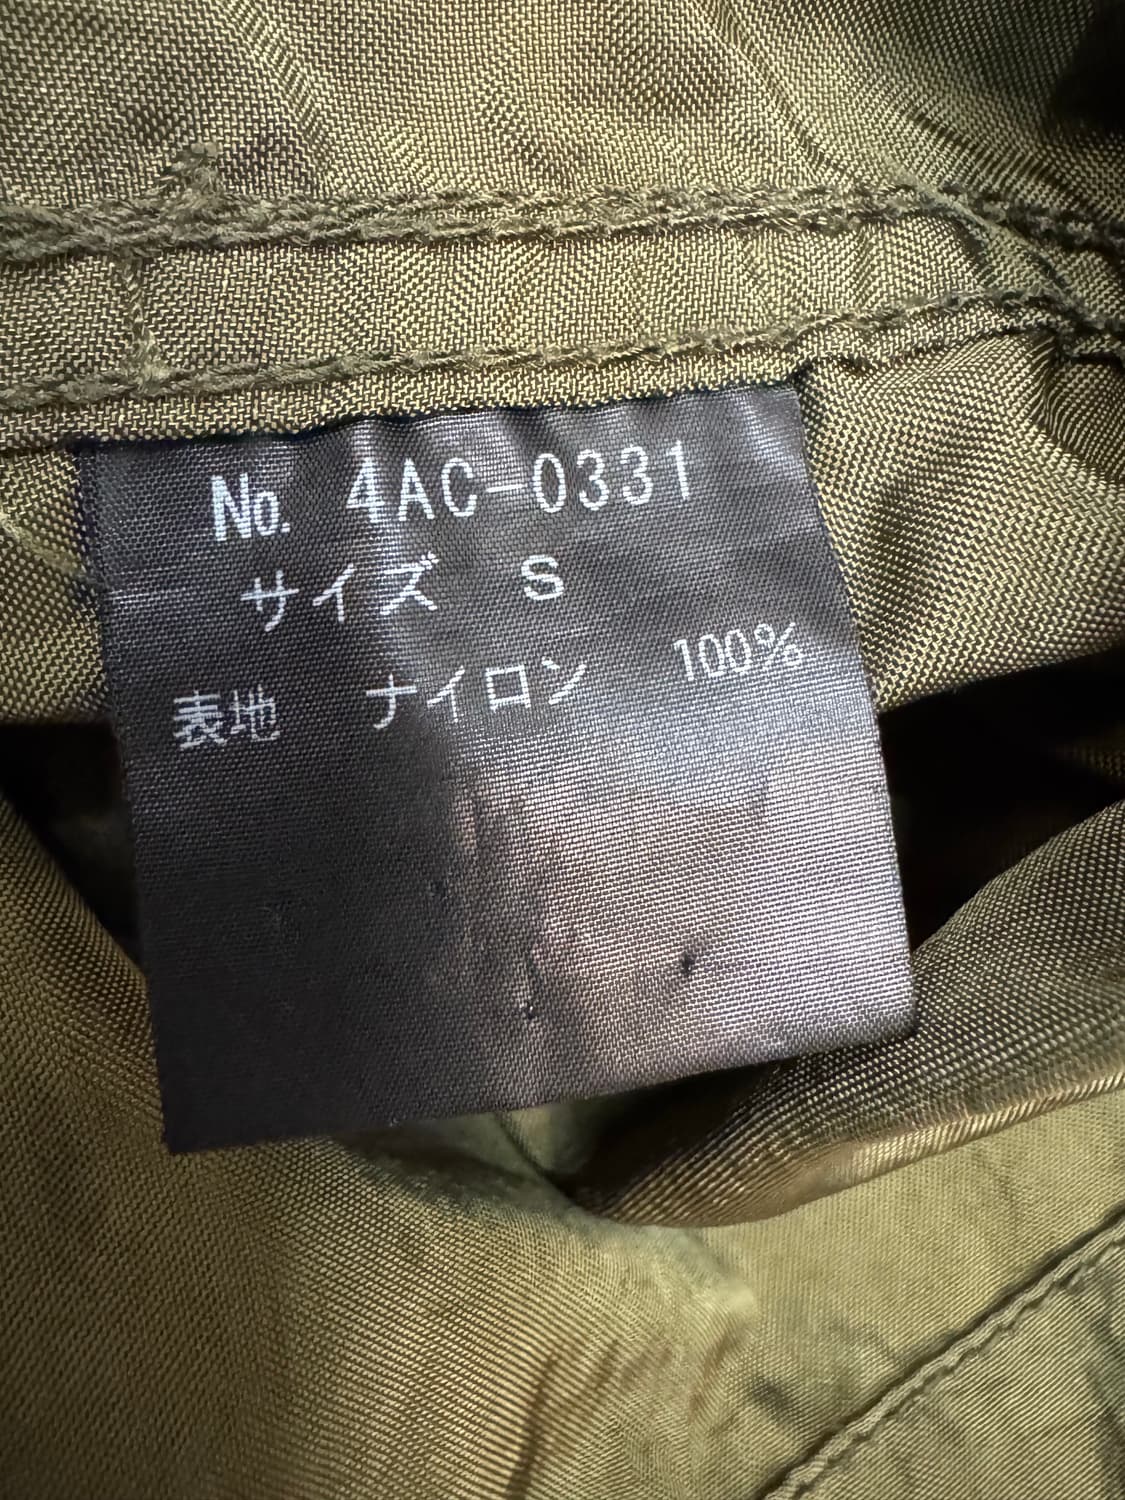 No. 4AC-0331
サイズ S
表地 ナイロン 100%